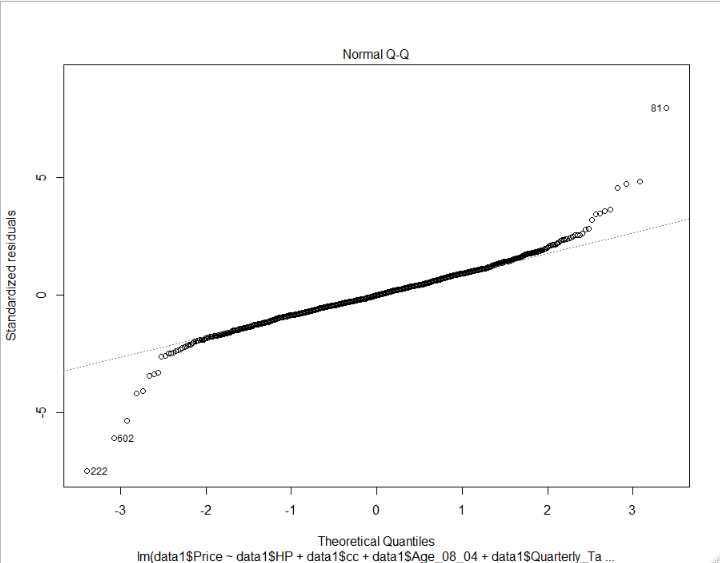 Normal Q-Q
81
5
0
-5
602
222
Standardized residuals
-3 -2 -1 0 1 2 3
Theoretical Quantiles
lm(data1$Price ~ data1$HP + data1$cc + data1$Age_08_04 + data1$Quarterly_Ta ...